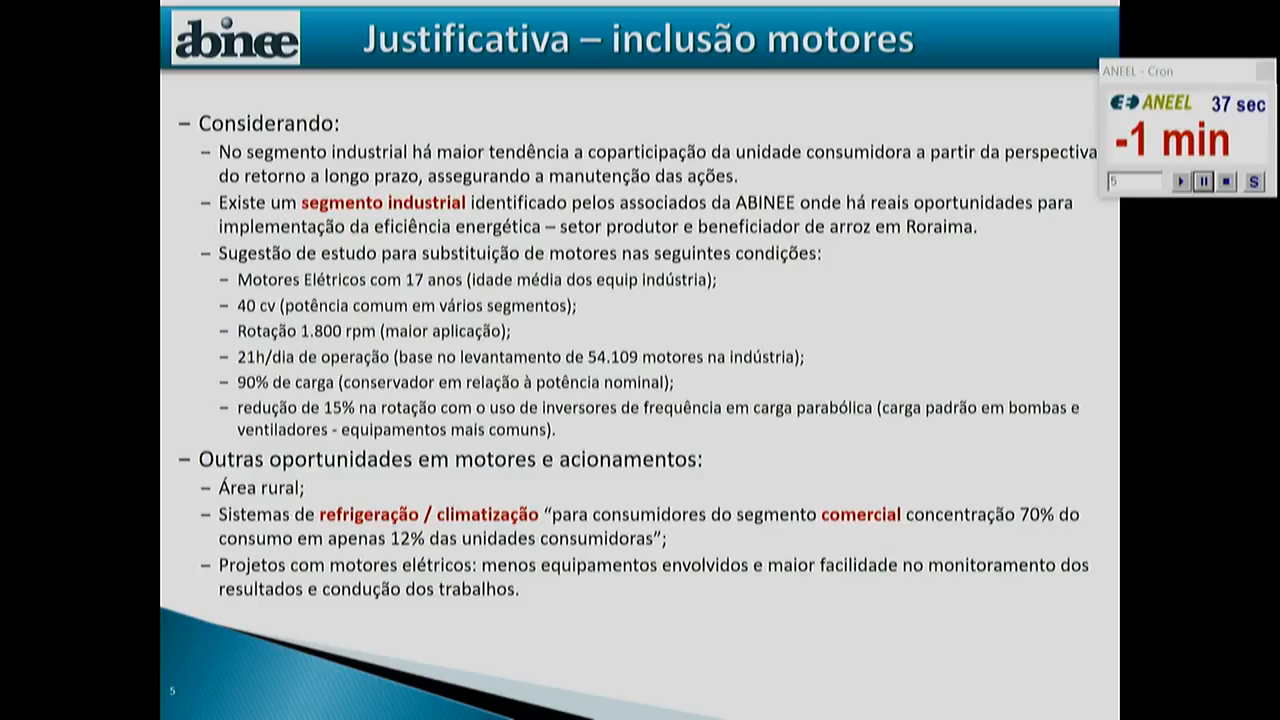 abinee
Justificativa – inclusão motores
ANEEL - Cron
ANEEL 37 sec
-1 min
5
S
– Considerando:
– No segmento industrial há maior tendência a coparticipação da unidade consumidora a partir da perspectiva
do retorno a longo prazo, assegurando a manutenção das ações.
– Existe um segmento industrial identificado pelos associados da ABINEE onde há reais oportunidades para
implementação da eficiência energética – setor produtor e beneficiador de arroz em Roraima.
– Sugestão de estudo para substituição de motores nas seguintes condições:
– Motores Elétricos com 17 anos (idade média dos equip indústria);
– 40 cv (potência comum em vários segmentos);
– Rotação 1.800 rpm (maior aplicação);
– 21h/dia de operação (base no levantamento de 54.109 motores na indústria);
– 90% de carga (conservador em relação à potência nominal);
– redução de 15% na rotação com o uso de inversores de frequência em carga parabólica (carga padrão em bombas e
ventiladores - equipamentos mais comuns).
– Outras oportunidades em motores e acionamentos:
– Área rural;
– Sistemas de refrigeração / climatização “para consumidores do segmento comercial concentração 70% do
consumo em apenas 12% das unidades consumidoras”;
– Projetos com motores elétricos: menos equipamentos envolvidos e maior facilidade no monitoramento dos
resultados e condução dos trabalhos.
5